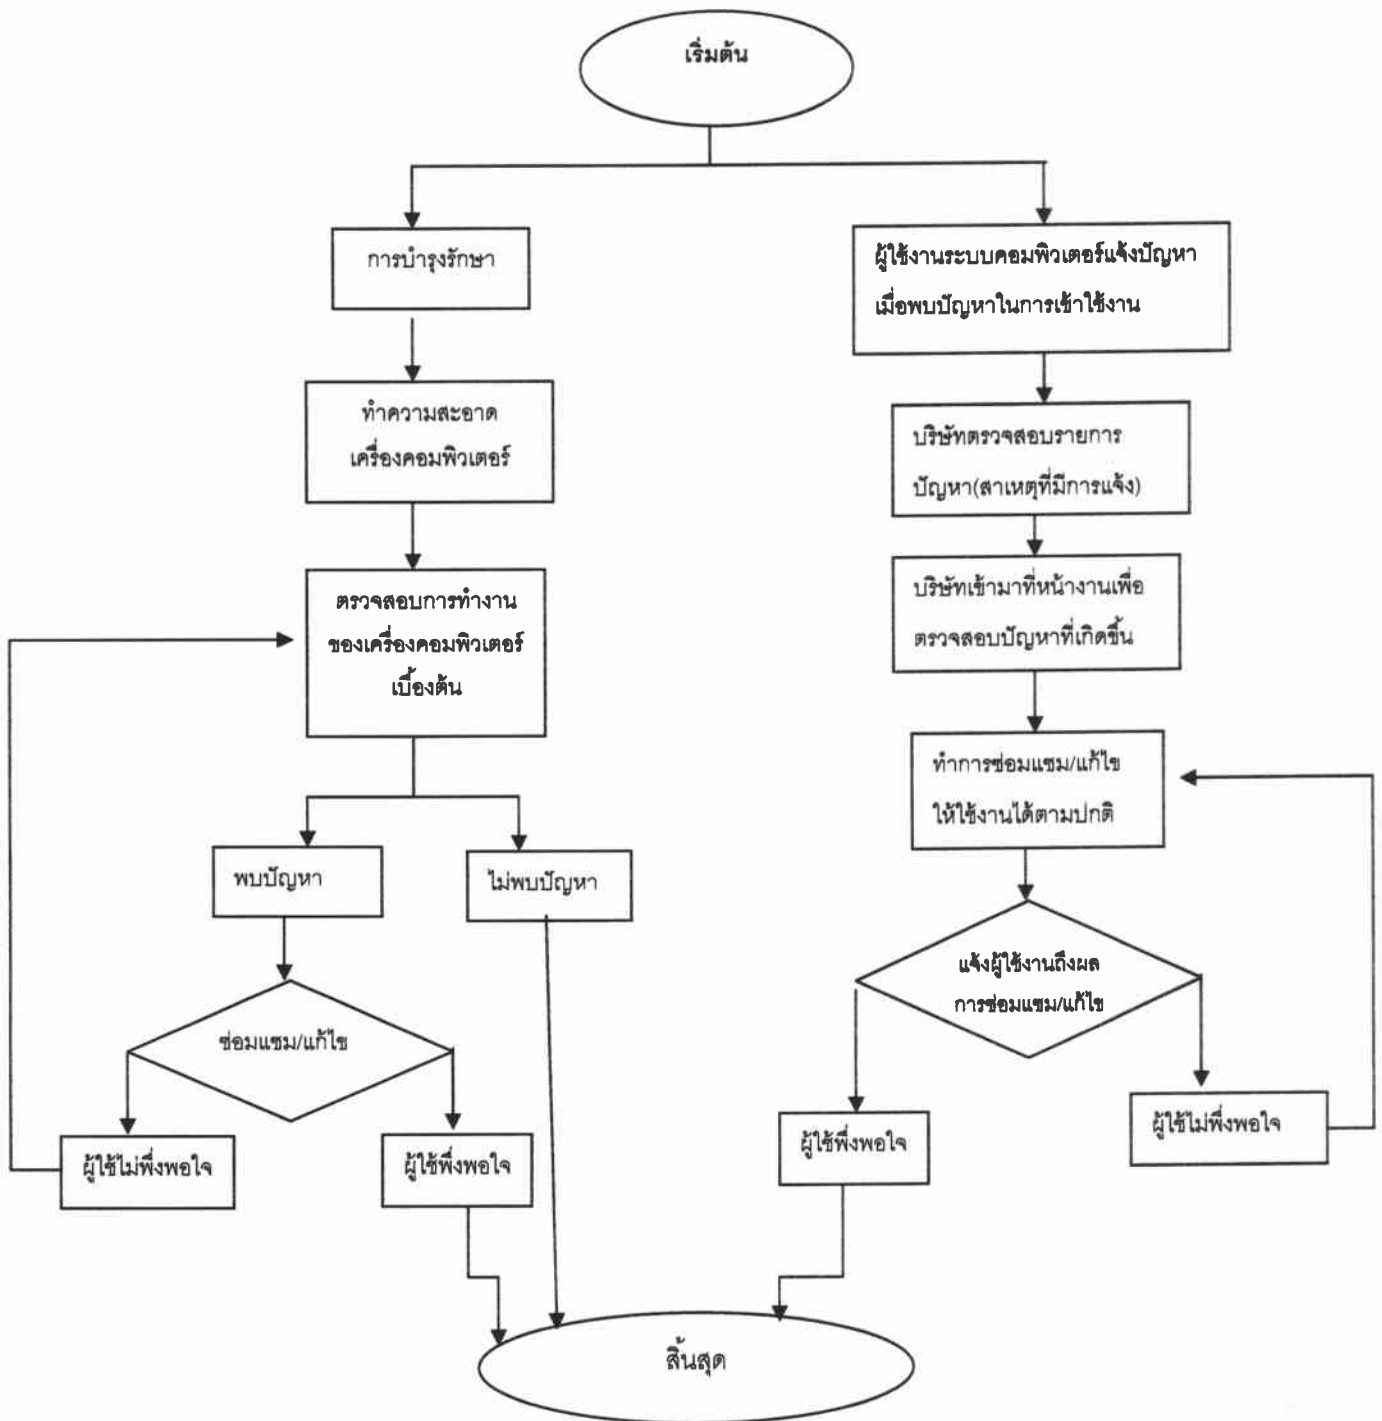 เริ่มต้น
การบำรุงรักษา
ทำความสะอาด
เครื่องคอมพิวเตอร์
ตรวจสอบการทำงาน
ของเครื่องคอมพิวเตอร์
เบื้องต้น
พบปัญหา
ไม่พบปัญหา
ซ่อมแซม/แก้ไข
ผู้ใช้ไม่พึ่งพอใจ
ผู้ใช้พึ่งพอใจ
ผู้ใช้งานระบบคอมพิวเตอร์แจ้งปัญหา
เมื่อพบปัญหาในการเข้าใช้งาน
บริษัทตรวจสอบรายการ
ปัญหา(สาเหตุที่มีการแจ้ง)
บริษัทเข้ามาที่หน้างานเพื่อ
ตรวจสอบปัญหาที่เกิดขึ้น
ทำการซ่อมแซม/แก้ไข
ให้ใช้งานได้ตามปกติ
แจ้งผู้ใช้งานถึงผล
การซ่อมแซม/แก้ไข
ผู้ใช้พึ่งพอใจ
ผู้ใช้ไม่พึ่งพอใจ
สิ้นสุด